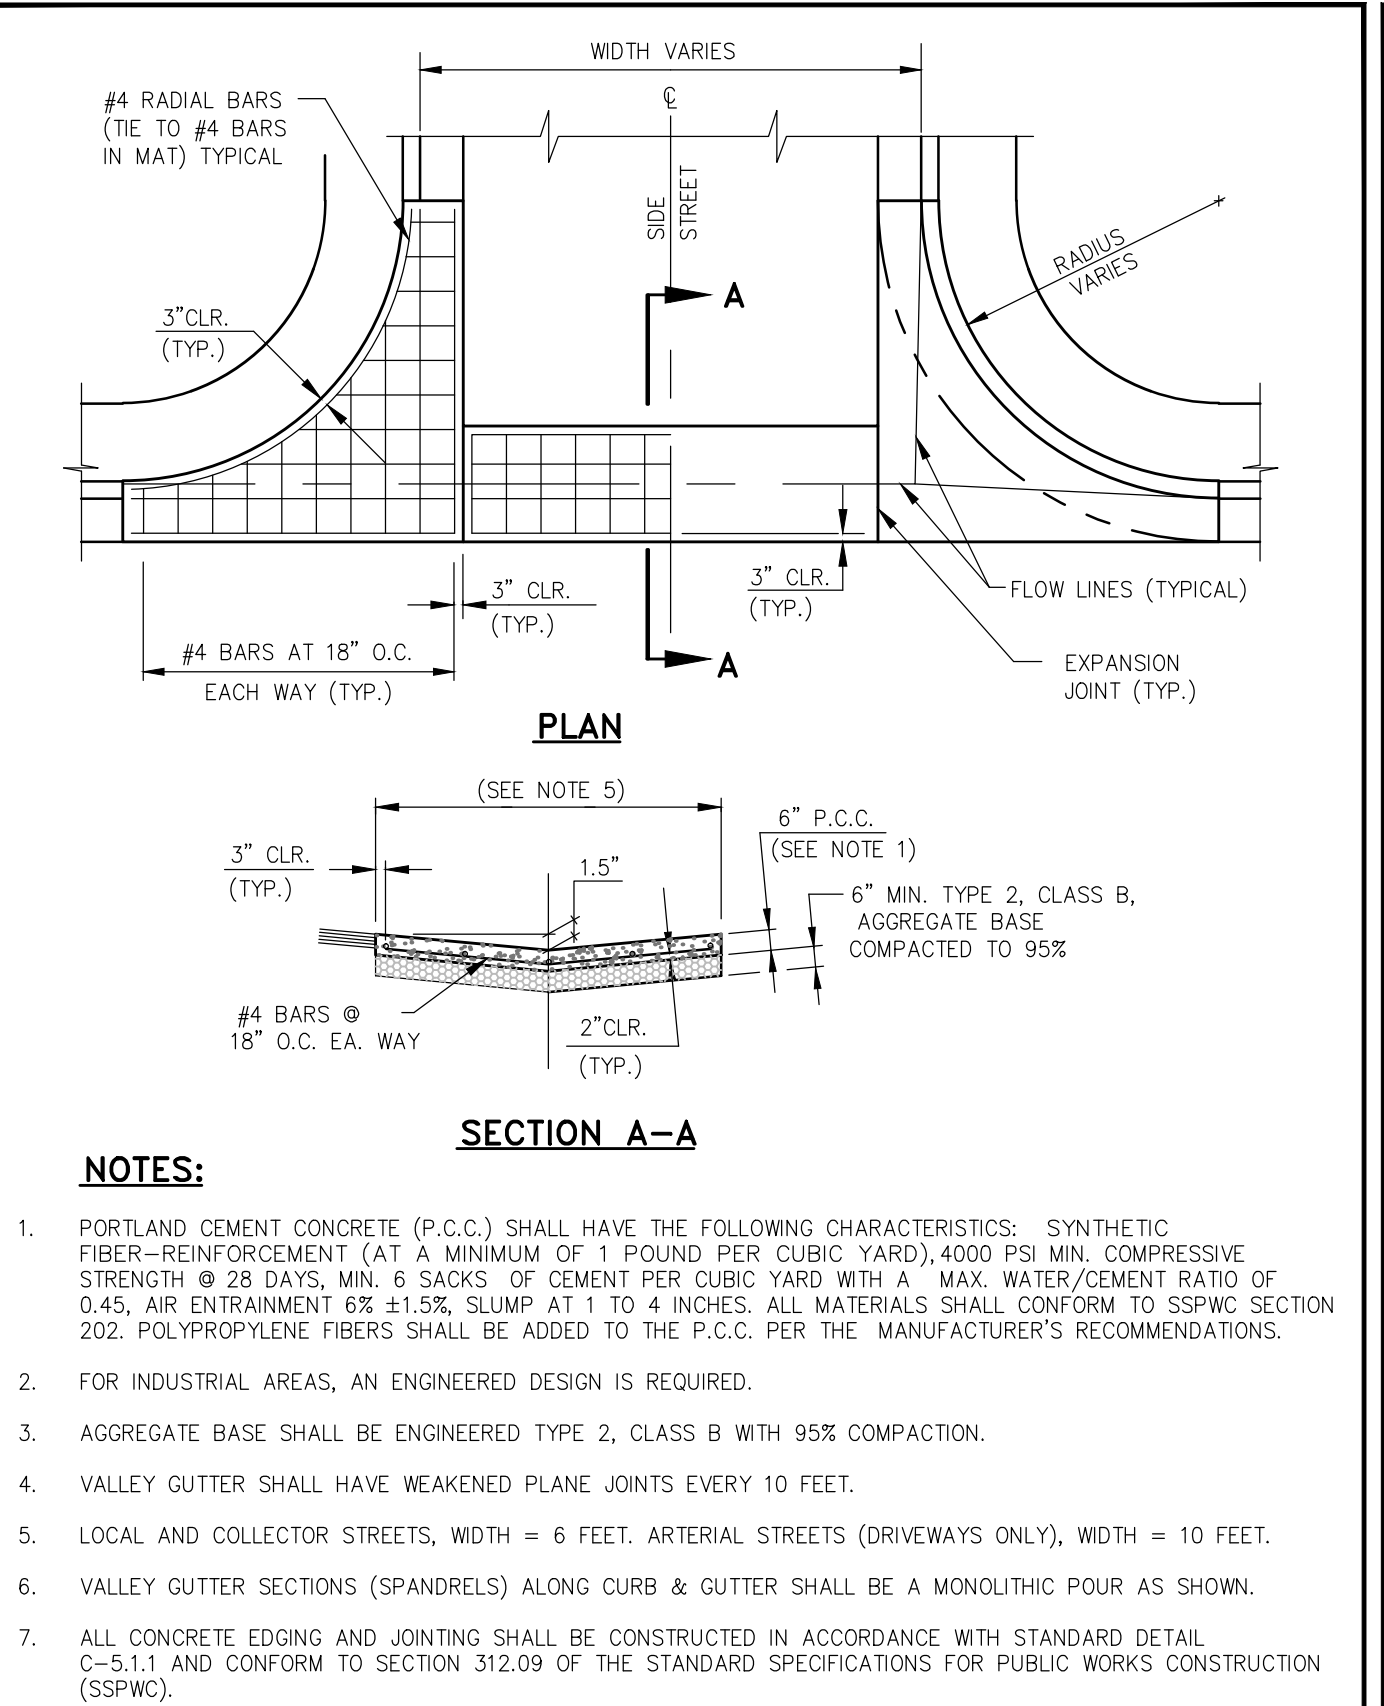 WIDTH VARIES
#4 RADIAL BARS
(TIE TO #4 BARS
IN MAT) TYPICAL
℄
SIDE
STREET
RADIUS
VARIES
A
3”CLR.
(TYP.)
3” CLR.
(TYP.)
3” CLR.
(TYP.)
FLOW LINES (TYPICAL)
#4 BARS AT 18” O.C.
EACH WAY (TYP.)
A
EXPANSION
JOINT (TYP.)
PLAN
(SEE NOTE 5)
6” P.C.C.
(SEE NOTE 1)
3” CLR.
(TYP.)
1.5”
6” MIN. TYPE 2, CLASS B,
AGGREGATE BASE
COMPACTED TO 95%
#4 BARS @
18” O.C. EA. WAY
2”CLR.
(TYP.)
SECTION A–A
NOTES:
1. PORTLAND CEMENT CONCRETE (P.C.C.) SHALL HAVE THE FOLLOWING CHARACTERISTICS: SYNTHETIC
FIBER–REINFORCEMENT (AT A MINIMUM OF 1 POUND PER CUBIC YARD), 4000 PSI MIN. COMPRESSIVE
STRENGTH @ 28 DAYS, MIN. 6 SACKS OF CEMENT PER CUBIC YARD WITH A MAX. WATER/CEMENT RATIO OF
0.45, AIR ENTRAINMENT 6% ±1.5%, SLUMP AT 1 TO 4 INCHES. ALL MATERIALS SHALL CONFORM TO SSPWC SECTION
202. POLYPROPYLENE FIBERS SHALL BE ADDED TO THE P.C.C. PER THE MANUFACTURER’S RECOMMENDATIONS.
2. FOR INDUSTRIAL AREAS, AN ENGINEERED DESIGN IS REQUIRED.
3. AGGREGATE BASE SHALL BE ENGINEERED TYPE 2, CLASS B WITH 95% COMPACTION.
4. VALLEY GUTTER SHALL HAVE WEAKENED PLANE JOINTS EVERY 10 FEET.
5. LOCAL AND COLLECTOR STREETS, WIDTH = 6 FEET. ARTERIAL STREETS (DRIVEWAYS ONLY), WIDTH = 10 FEET.
6. VALLEY GUTTER SECTIONS (SPANDRELS) ALONG CURB & GUTTER SHALL BE A MONOLITHIC POUR AS SHOWN.
7. ALL CONCRETE EDGING AND JOINTING SHALL BE CONSTRUCTED IN ACCORDANCE WITH STANDARD DETAIL
C–5.1.1 AND CONFORM TO SECTION 312.09 OF THE STANDARD SPECIFICATIONS FOR PUBLIC WORKS CONSTRUCTION
(SSPWC).